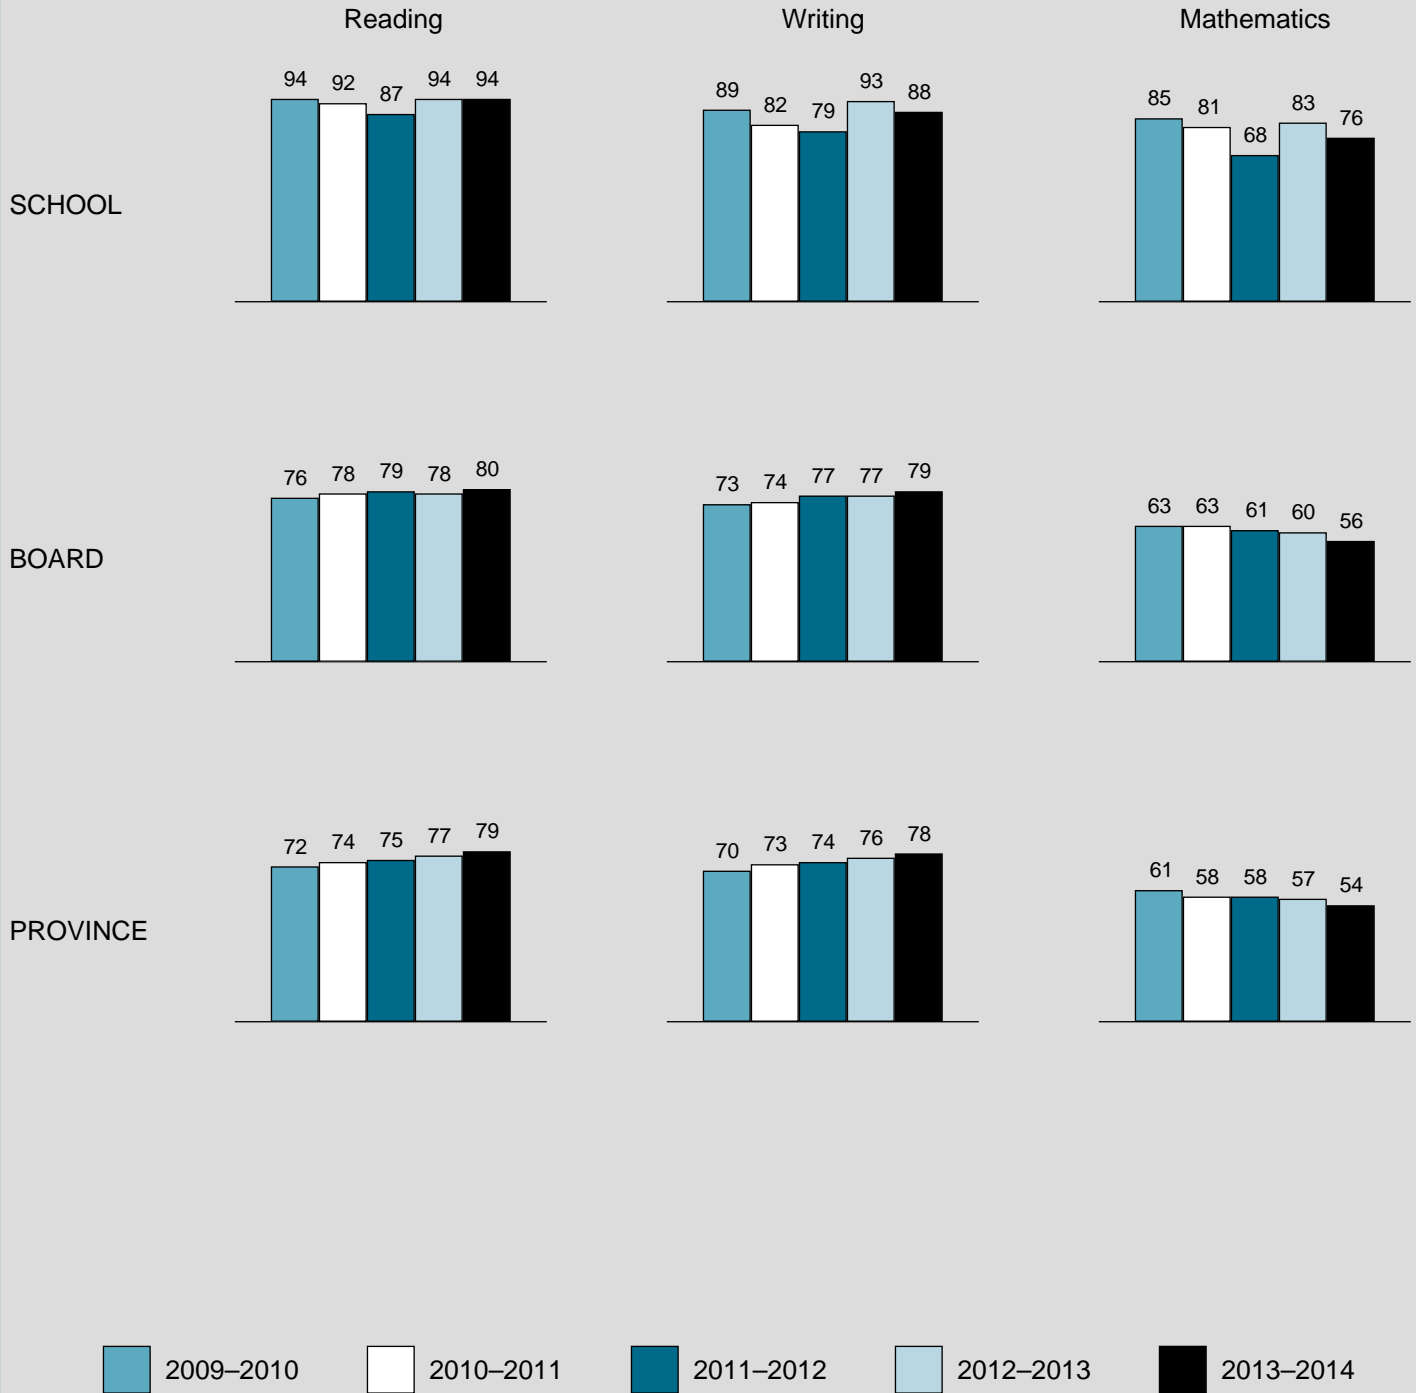 Reading Writing Mathematics
94 92 87 94 94
89 82 79 93 88
85 81 68 83 76
SCHOOL
76 78 79 78 80
73 74 77 77 79
63 63 61 60 56
BOARD
72 74 75 77 79
70 73 74 76 78
61 58 58 57 54
PROVINCE
2009–2010 2010–2011 2011–2012 2012–2013 2013–2014